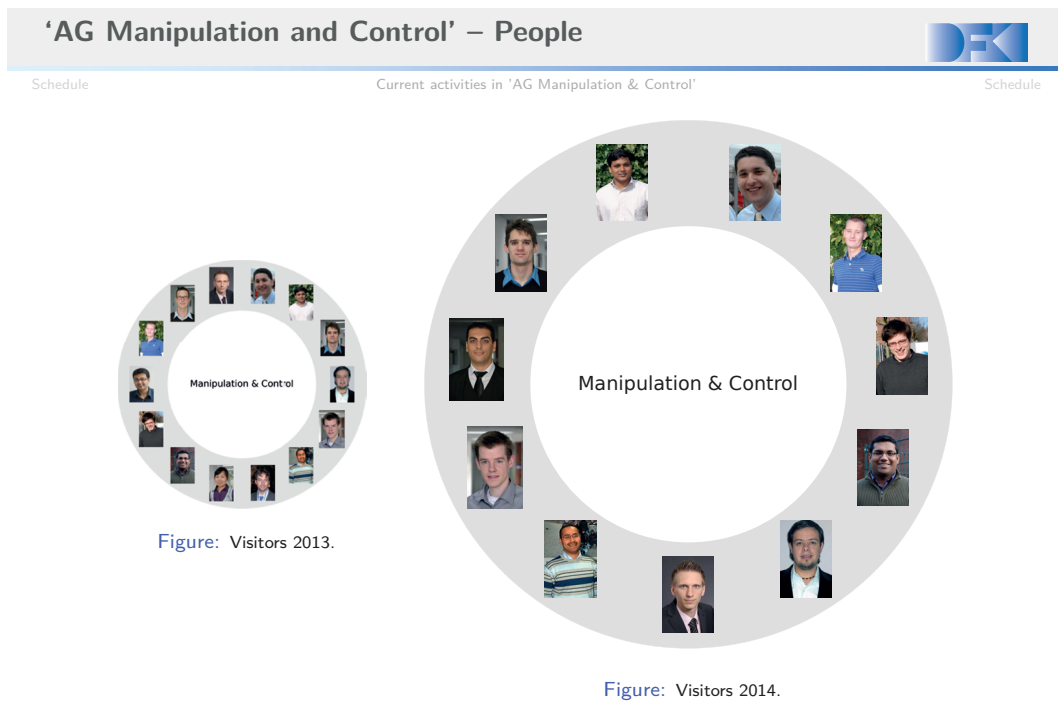 ‘AG Manipulation and Control’ – People
DFKI
Schedule
Current activities in 'AG Manipulation & Control'
Schedule
Manipulation & Control
Figure: Visitors 2013.
Manipulation & Control
Figure: Visitors 2014.